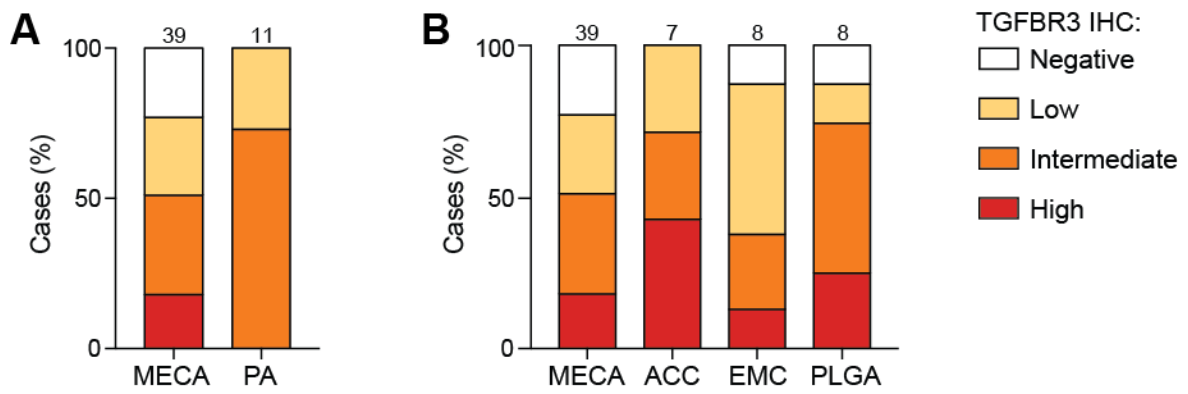 A
39 11
100
50
0
Cases (%)
MECA PA
B
39 7 8 8
100
50
0
Cases (%)
MECA ACC EMC PLGA
TGFBR3 IHC:
Negative
Low
Intermediate
High